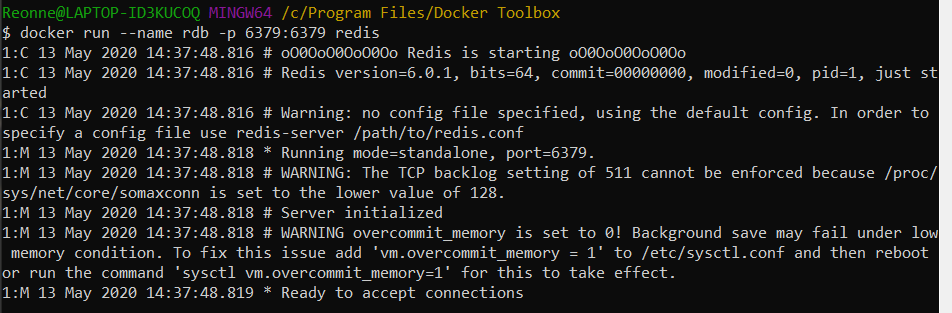 Reonne@LAPTOP-ID3KUCOQ MINGW64 /c/Program Files/Docker Toolbox
$ docker run --name rdb -p 6379:6379 redis
1:C 13 May 2020 14:37:48.816 # oO0OoO0OoO0Oo Redis is starting oO0OoO0OoO0Oo
1:C 13 May 2020 14:37:48.816 # Redis version=6.0.1, bits=64, commit=00000000, modified=0, pid=1, just st
arted
1:C 13 May 2020 14:37:48.816 # Warning: no config file specified, using the default config. In order to
specify a config file use redis-server /path/to/redis.conf
1:M 13 May 2020 14:37:48.818 * Running mode=standalone, port=6379.
1:M 13 May 2020 14:37:48.818 # WARNING: The TCP backlog setting of 511 cannot be enforced because /proc/
sys/net/core/somaxconn is set to the lower value of 128.
1:M 13 May 2020 14:37:48.818 # Server initialized
1:M 13 May 2020 14:37:48.818 # WARNING overcommit_memory is set to 0! Background save may fail under low
 memory condition. To fix this issue add 'vm.overcommit_memory = 1' to /etc/sysctl.conf and then reboot
or run the command 'sysctl vm.overcommit_memory=1' for this to take effect.
1:M 13 May 2020 14:37:48.819 * Ready to accept connections